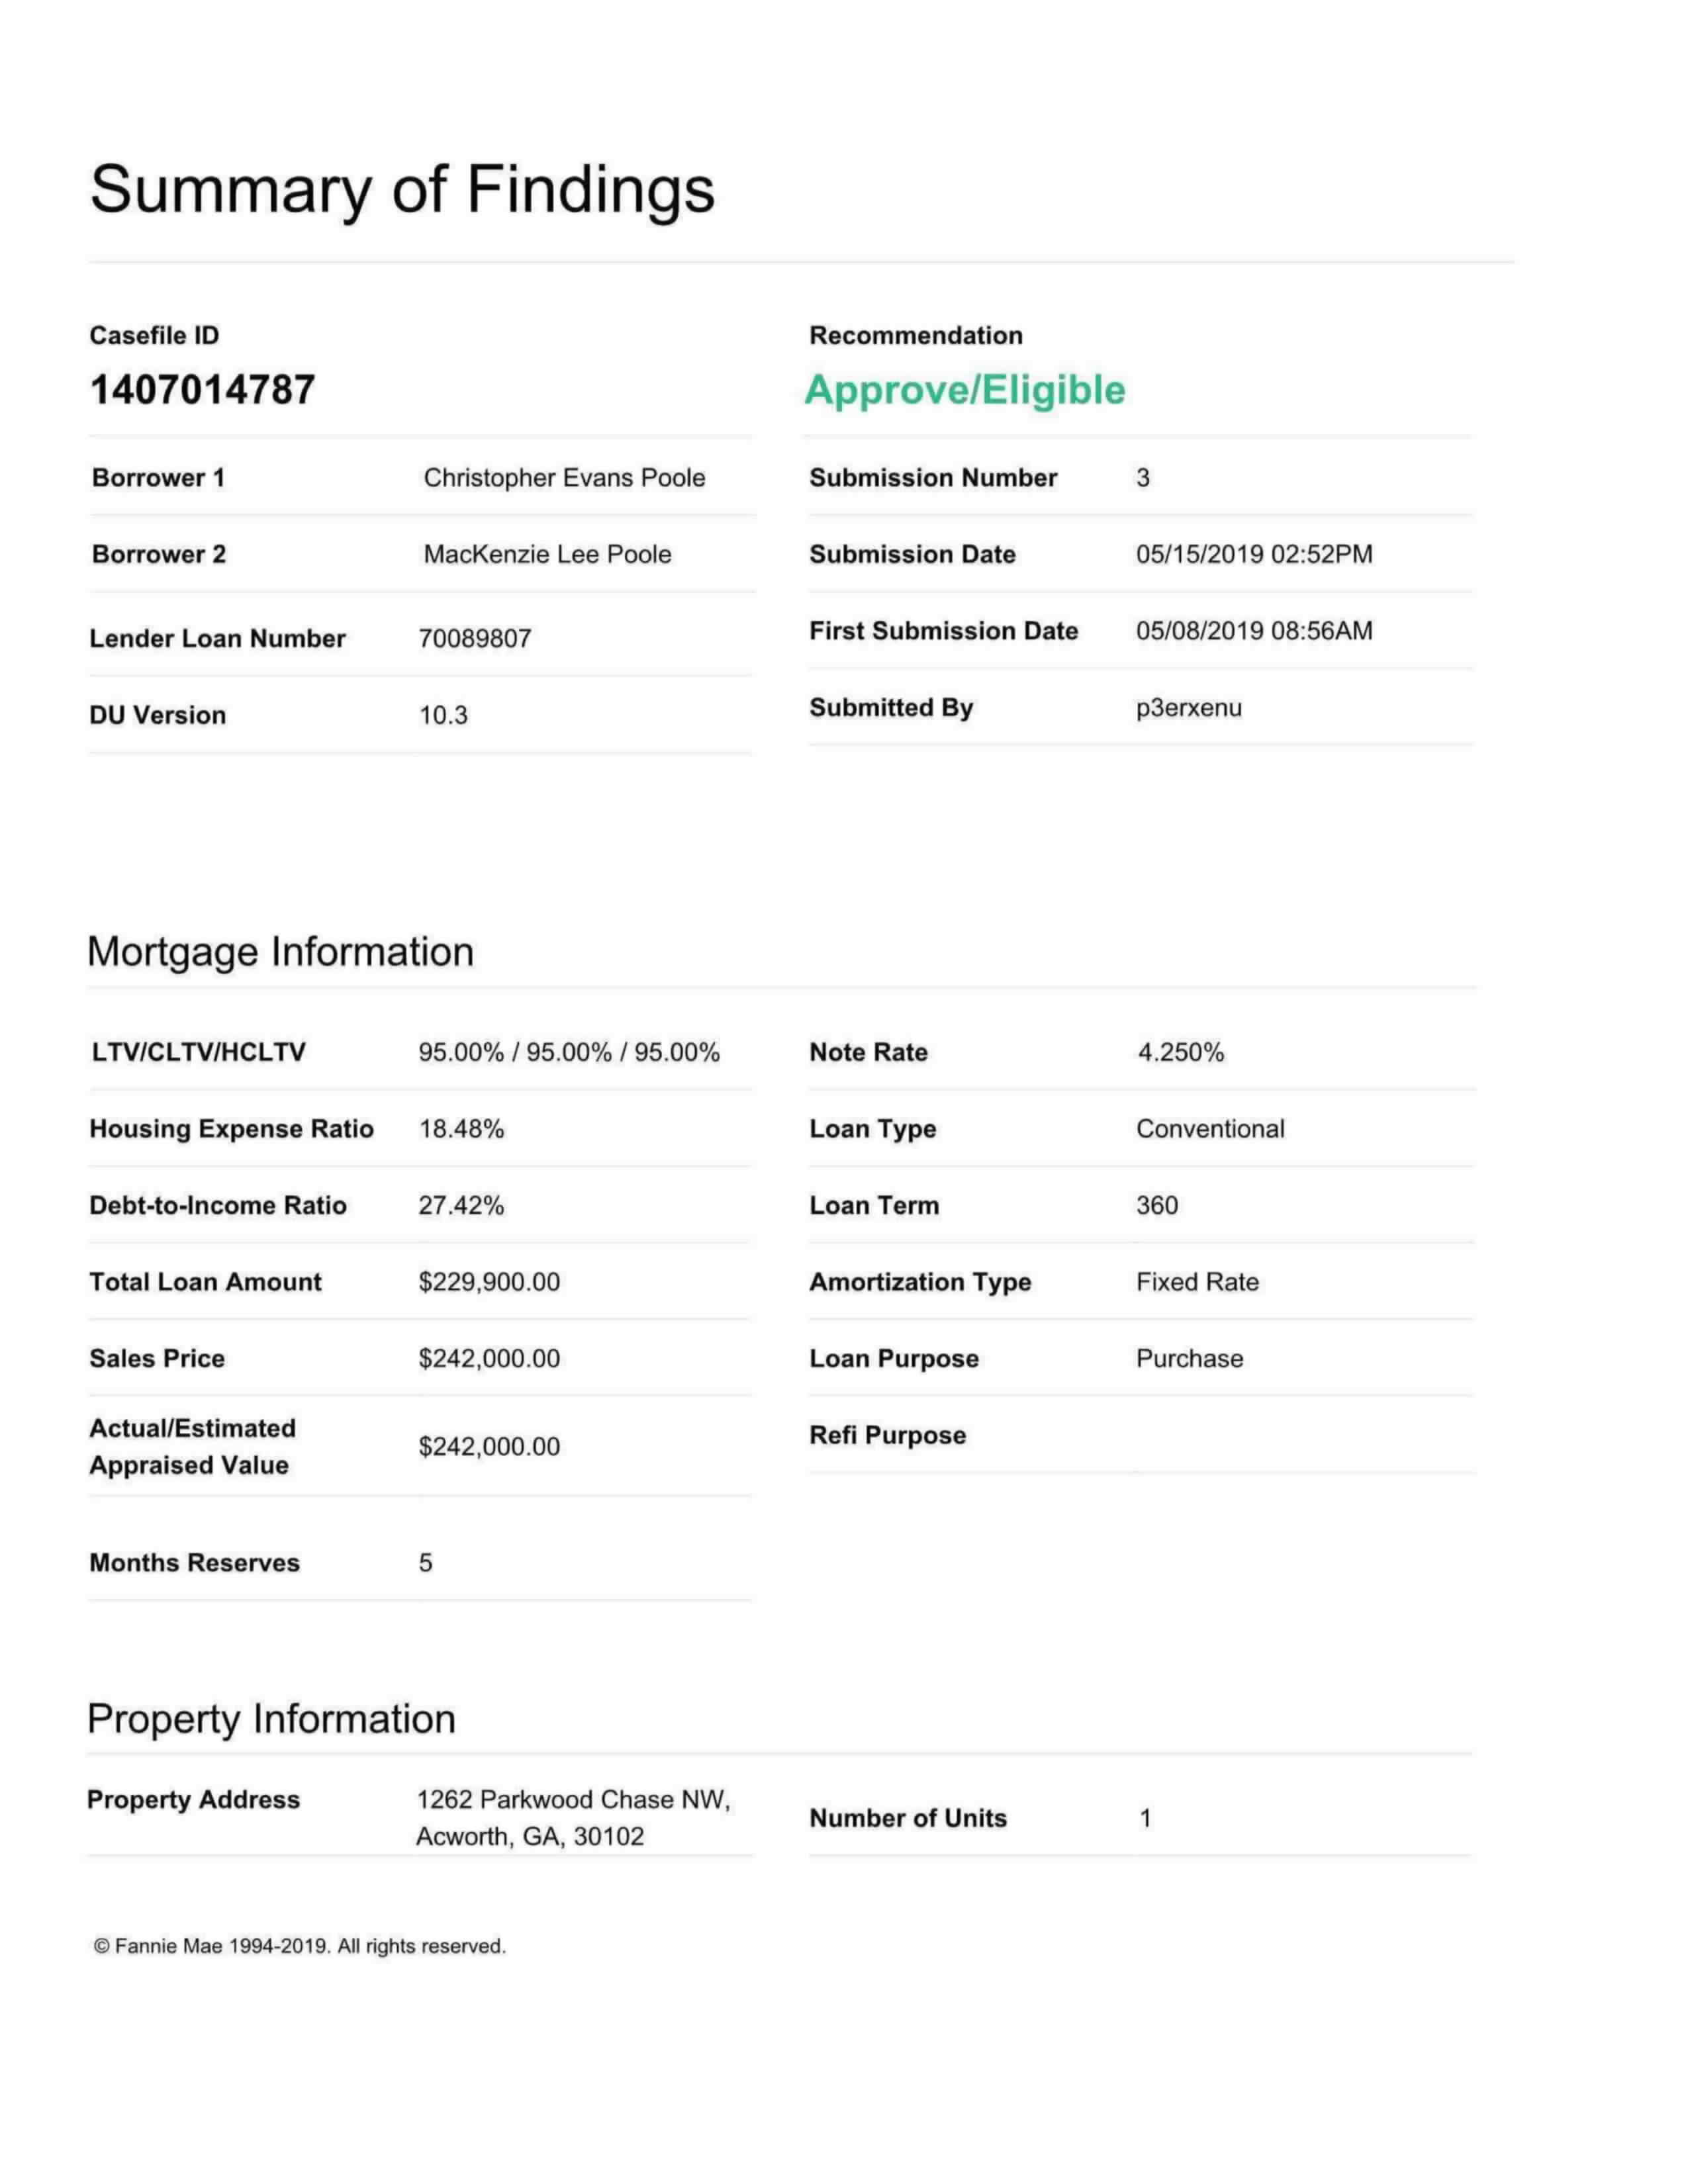 Summary of Findings
Casefile ID
1407014787
Borrower 1 Christopher Evans Poole
Borrower 2 MacKenzie Lee Poole
Lender Loan Number 70089807
DU Version 10.3
Recommendation
Approve/Eligible
Submission Number 3
Submission Date 05/15/2019 02:52PM
First Submission Date 05/08/2019 08:56AM
Submitted By p3erxenu
Mortgage Information
LTV/CLTV/HCLTV 95.00% / 95.00% / 95.00%
Housing Expense Ratio 18.48%
Debt-to-Income Ratio 27.42%
Total Loan Amount $229,900.00
Sales Price $242,000.00
Actual/Estimated
Appraised Value $242,000.00
Months Reserves 5
Note Rate 4.250%
Loan Type Conventional
Loan Term 360
Amortization Type Fixed Rate
Loan Purpose Purchase
Refi Purpose
Property Information
Property Address 1262 Parkwood Chase NW,
Acworth, GA, 30102
Number of Units 1
© Fannie Mae 1994-2019. All rights reserved.